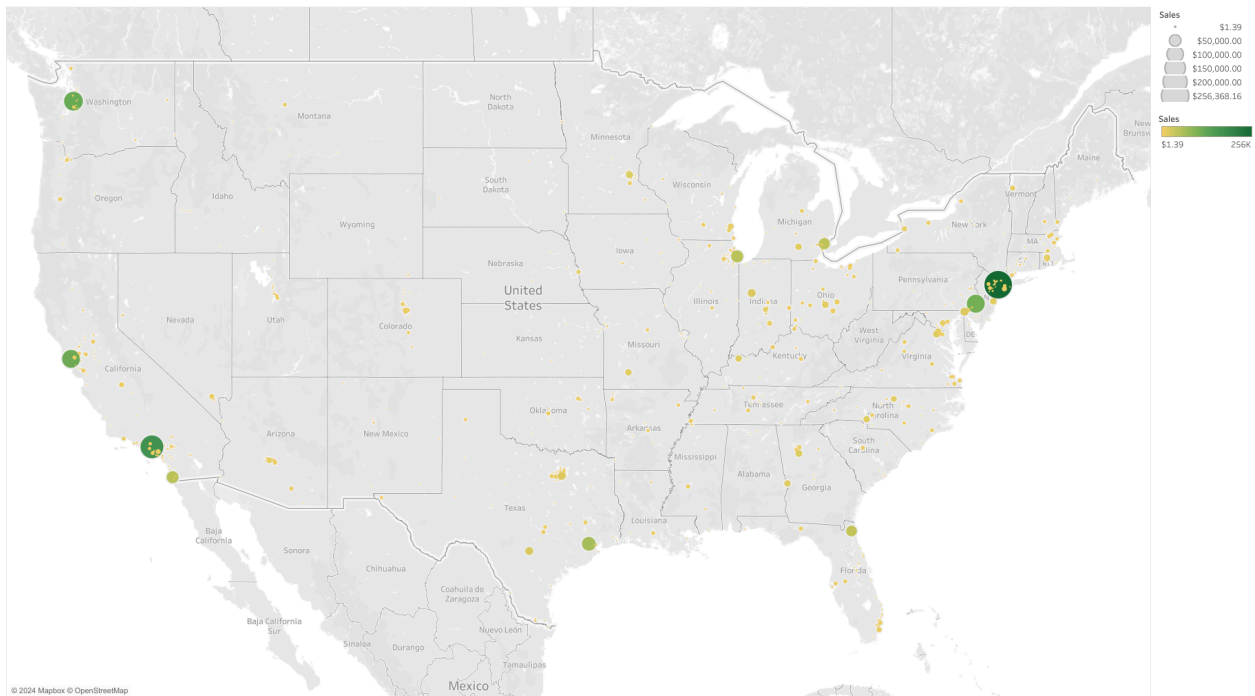 Sales
$1.39
$50,000.00
$100,000.00
$150,000.00
$200,000.00
$256,368.16
Sales
$1.39 256K
Washington
Montana
North
Dakota
Minnesota
New
Brunsw
Maine
Oregon
Idaho
South
Dakota
Wisconsin
Michigan
Vermont
New York
MA
Wyoming
Iowa
Nebraska
United
States
Pennsylvania
Nevada
Utah
Colorado
Illinois
Indiana
Ohio
West
Virginia
DE
Virginia
Kansas
Missouri
Kentucky
California
Arizona
New Mexico
Oklahoma
Arkansas
Tennessee
North
Carolina
South
Carolina
Mississippi
Alabama
Georgia
Texas
Louisiana
Florida
Baja
California
Sonora
Chihuahua
Coahuila de
Zaragoza
Baja California
Sur
Sinaloa
Durango
Nuevo León
Tamaulipas
Mexico
© 2024 Mapbox © OpenStreetMap